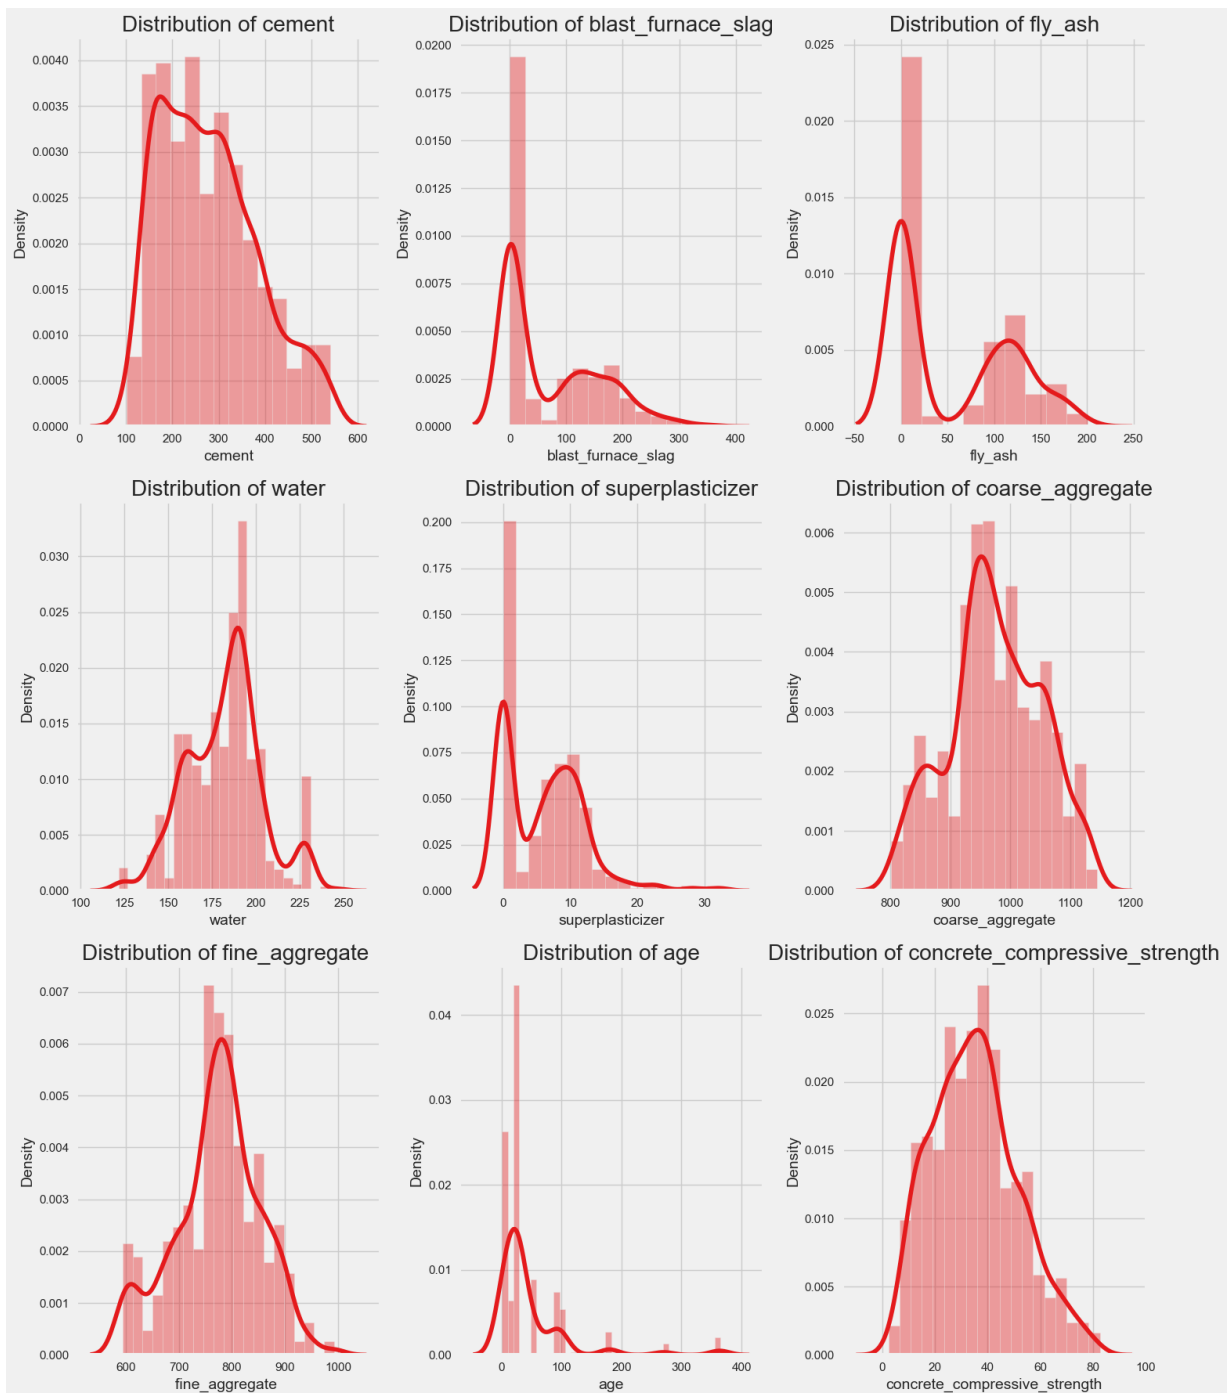 Distribution of cement
0.0040
0.0035
0.0030
0.0025
0.0020
0.0015
0.0010
0.0005
0.0000
Density
0 100 200 300 400 500 600
cement
Distribution of blast_furnace_slag
0.0200
0.0175
0.0150
0.0125
0.0100
0.0075
0.0050
0.0025
0.0000
Density
0 100 200 300 400
blast_furnace_slag
Distribution of fly_ash
0.025
0.020
0.015
0.010
0.005
0.000
Density
−50 0 50 100 150 200 250
fly_ash
Distribution of water
0.030
0.025
0.020
0.015
0.010
0.005
0.000
Density
100 125 150 175 200 225 250
water
Distribution of superplasticizer
0.200
0.175
0.150
0.125
0.100
0.075
0.050
0.025
0.000
Density
0 10 20 30
superplasticizer
Distribution of coarse_aggregate
0.006
0.005
0.004
0.003
0.002
0.001
0.000
Density
800 900 1000 1100 1200
coarse_aggregate
Distribution of fine_aggregate
0.007
0.006
0.005
0.004
0.003
0.002
0.001
0.000
Density
600 700 800 900 1000
fine_aggregate
Distribution of age
0.04
0.03
0.02
0.01
0.00
Density
0 100 200 300 400
age
Distribution of concrete_compressive_strength
0.025
0.020
0.015
0.010
0.005
0.000
Density
0 20 40 60 80 100
concrete_compressive_strength